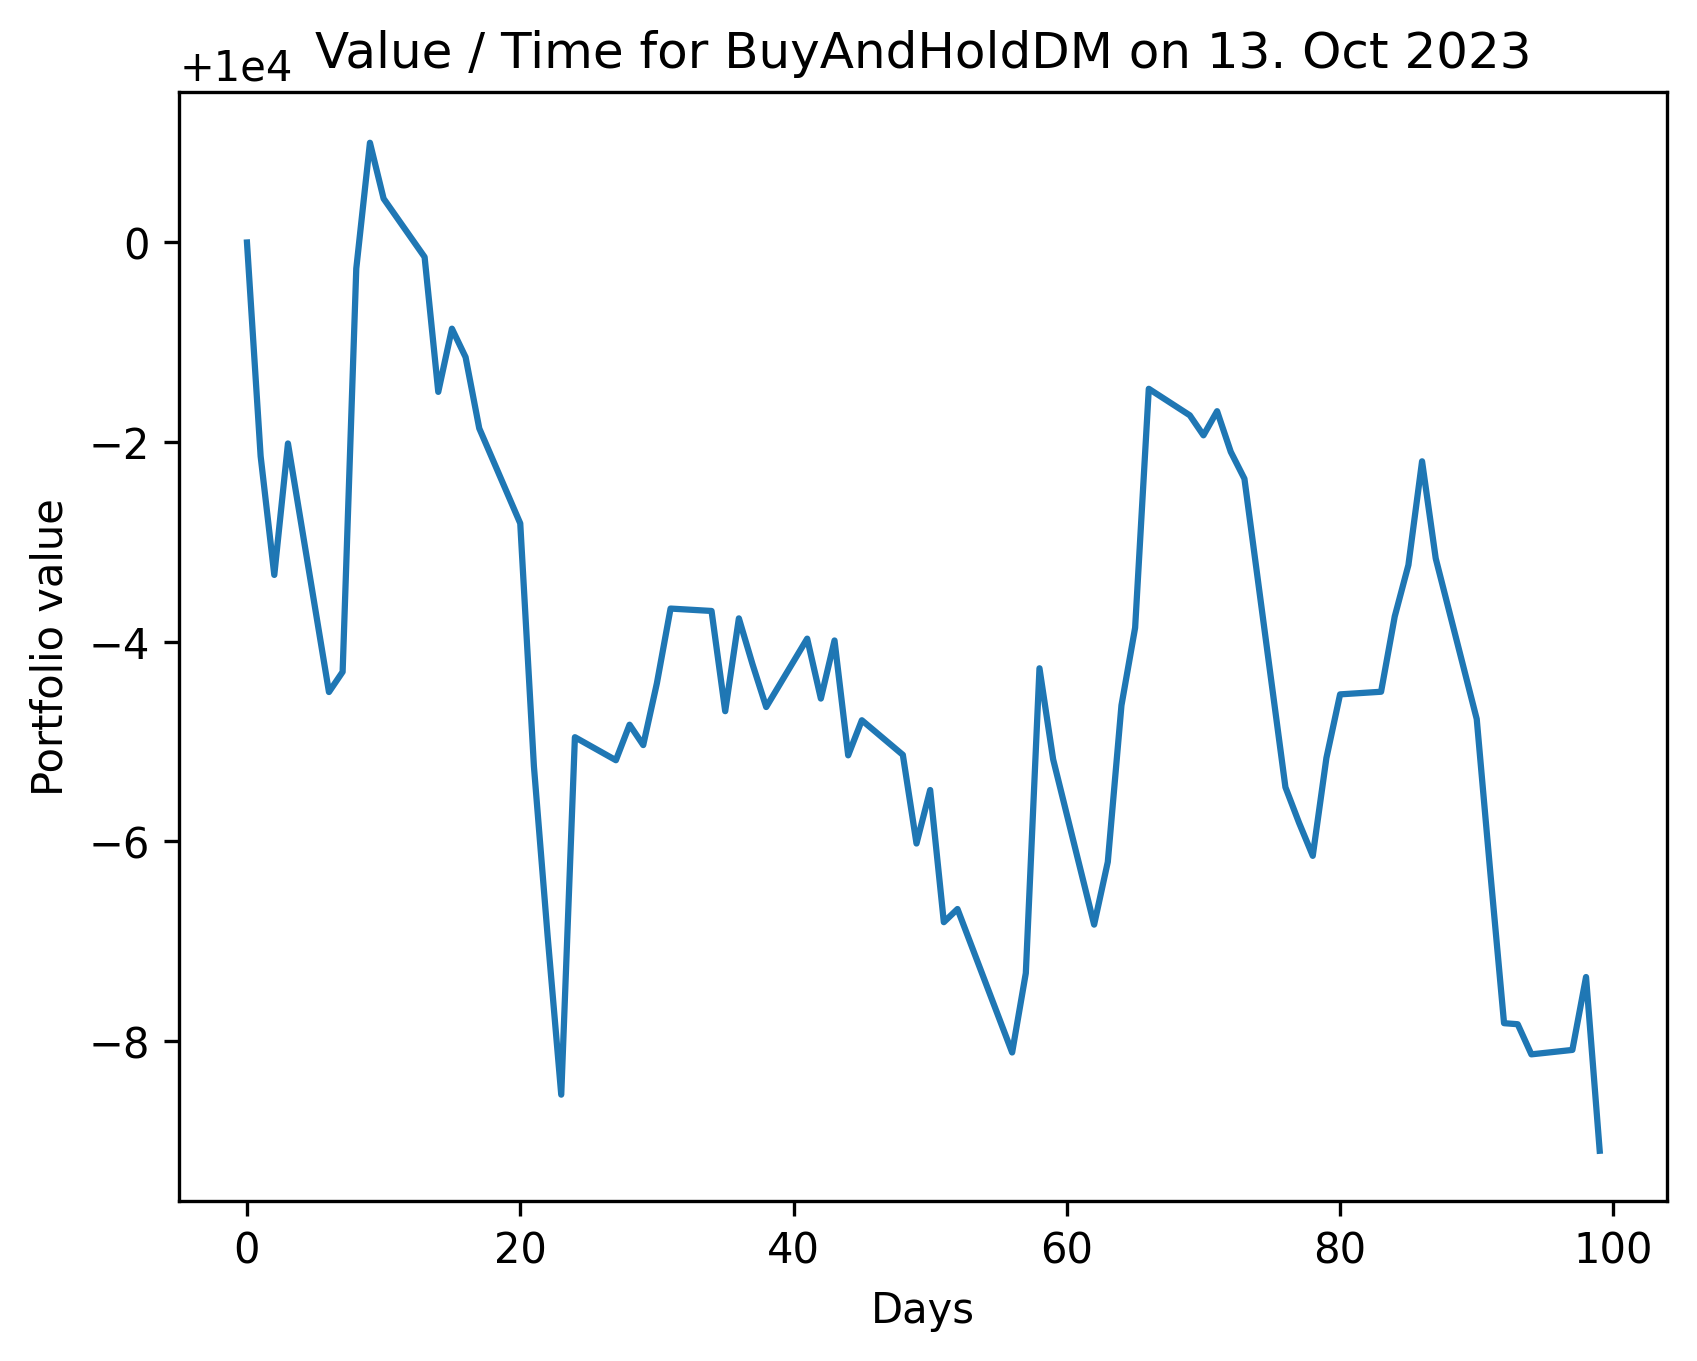 Value / Time for BuyAndHoldDM on 13. Oct 2023
+1e4
0
−2
−4
−6
−8
Portfolio value
0 20 40 60 80 100
Days